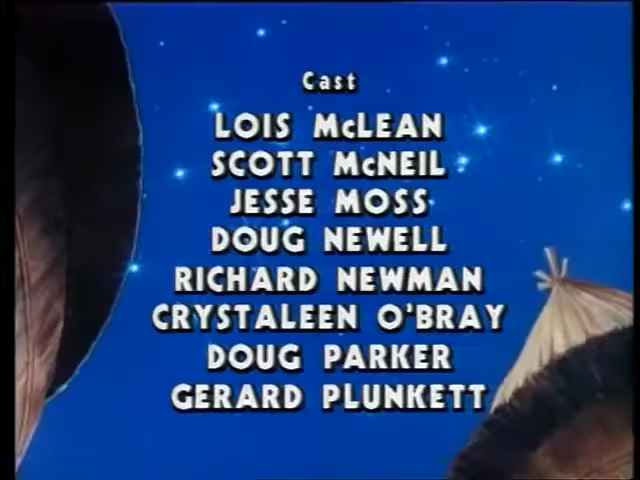 Cast
LOIS McLEAN
SCOTT McNEIL
JESSE MOSS
DOUG NEWELL
RICHARD NEWMAN
CRYSTALEEN O'BRAY
DOUG PARKER
GERARD PLUNKETT